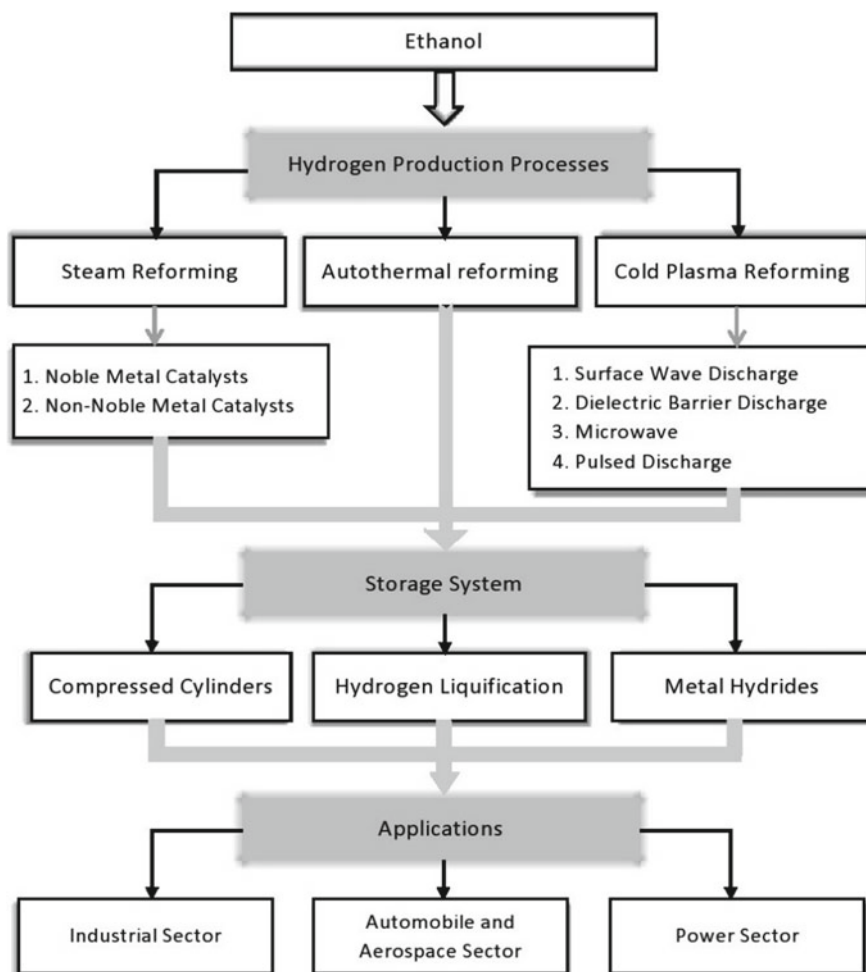 Ethanol
Hydrogen Production Processes
Steam Reforming
Autothermal reforming
Cold Plasma Reforming
1. Noble Metal Catalysts
2. Non-Noble Metal Catalysts
1. Surface Wave Discharge
2. Dielectric Barrier Discharge
3. Microwave
4. Pulsed Discharge
Storage System
Compressed Cylinders
Hydrogen Liquification
Metal Hydrides
Applications
Industrial Sector
Automobile and
Aerospace Sector
Power Sector